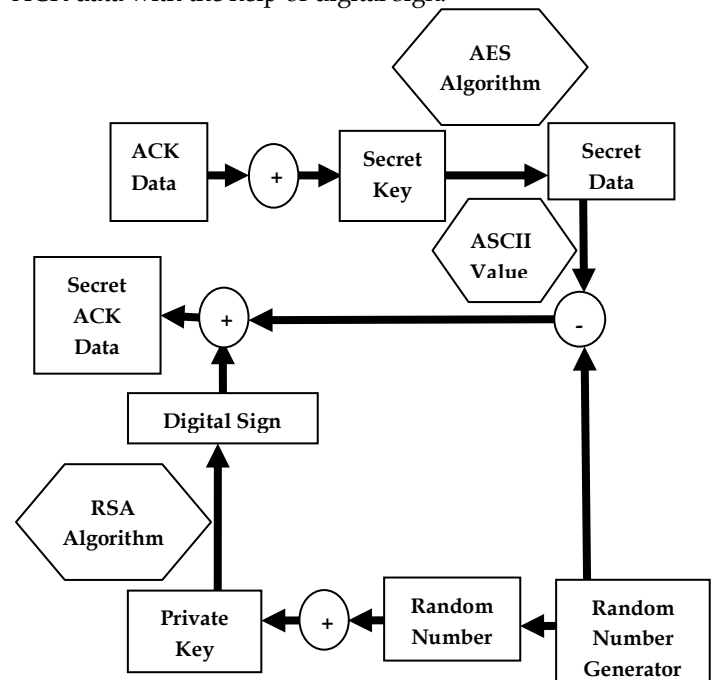 ACK data with the help of digital sign.
AES
Algorithm
ACK
Data
+
Secret
Key
Secret
Data
ASCII
Value
Secret
ACK
Data
+
-
Digital Sign
RSA
Algorithm
Private
Key
+
Random
Number
Random
Number
Generator